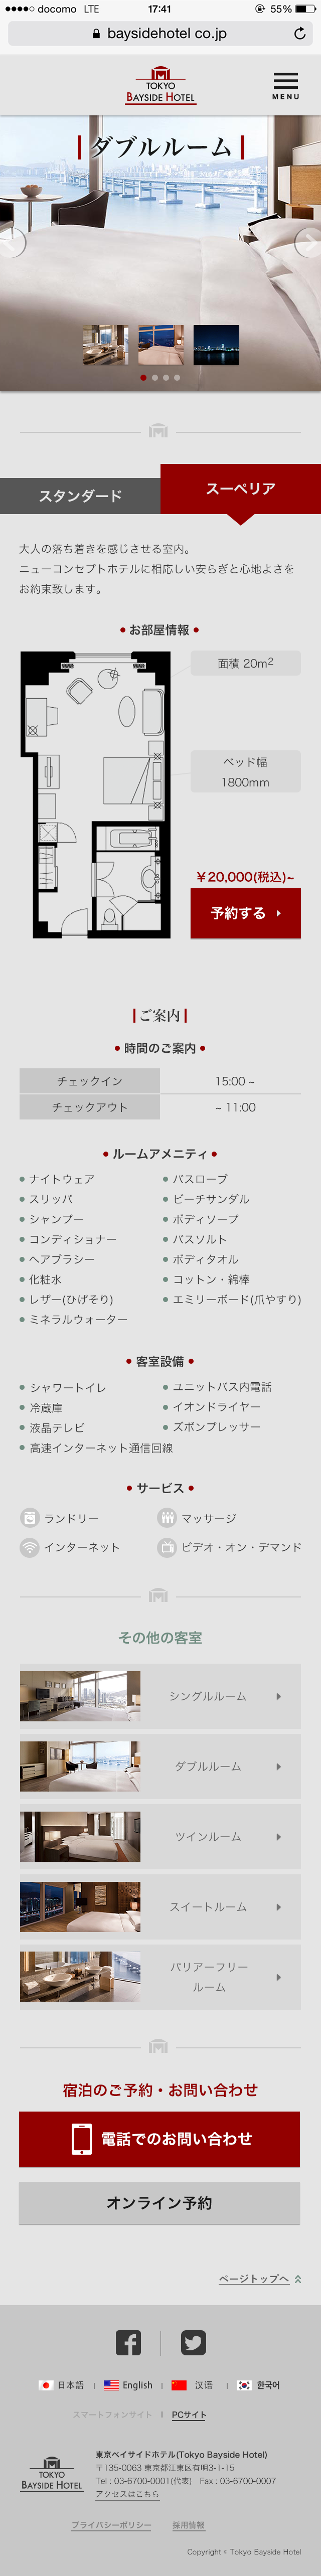 docomo LTE 17:41 55%
baysidehotel co.jp
TOKYO
BAYSIDE HOTEL
MENU
ダブルルーム
スタンダード
スーペリア
大人の落ち着きを感じさせる室内。
ニューコンセプトホテルに相応しい安らぎと心地よさを
お約束致します。
お部屋情報
面積 20m2
ベッド幅
1800mm
￥20,000(税込)~
予約する
ご案内
時間のご案内
チェックイン 15:00 ~
チェックアウト ~ 11:00
ルームアメニティ
ナイトウェア バスローブ
スリッパ ビーチサンダル
シャンプー ボディソープ
コンディショナー バスソルト
ヘアブラシー ボディタオル
化粧水 コットン・綿棒
レザー(ひげそり) エミリーボード(爪やすり)
ミネラルウォーター
客室設備
シャワートイレ ユニットバス内電話
冷蔵庫 イオンドライヤー
液晶テレビ ズボンプレッサー
高速インターネット通信回線
サービス
ランドリー マッサージ
インターネット ビデオ・オン・デマンド
その他の客室
シングルルーム
ダブルルーム
ツインルーム
スイートルーム
バリアーフリー
ルーム
宿泊のご予約・お問い合わせ
電話でのお問い合わせ
オンライン予約
ページトップへ
日本語 | English | 汉语 | 한국어
スマートフォンサイト | PCサイト
TOKYO
BAYSIDE HOTEL
東京ベイサイドホテル(Tokyo Bayside Hotel)
〒135-0063 東京都江東区有明3-1-15
Tel : 03-6700-0001(代表) Fax : 03-6700-0007
アクセスはこちら
プライバシーポリシー 採用情報
Copyright © Tokyo Bayside Hotel